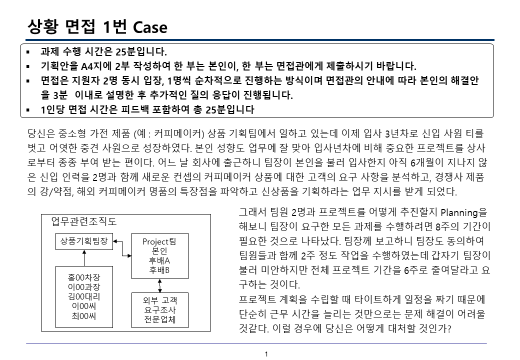 상황 면접 1번 Case
▪ 과제 수행 시간은 25분입니다.
▪ 기획안을 A4지에 2부 작성하여 한 부는 본인이, 한 부는 면접관에게 제출하시기 바랍니다.
▪ 면접은 지원자 2명 동시 입장, 1명씩 순차적으로 진행하는 방식이며 면접관의 안내에 따라 본인의 해결안
을 3분 이내로 설명한 후 추가적인 질의 응답이 진행됩니다.
▪ 1인당 면접 시간은 피드백 포함하여 총 25분입니다
당신은 중소형 가전 제품 (예 : 커피메이커) 상품 기획팀에서 일하고 있는데 이제 입사 3년차로 신입 사원 티를
벗고 어엿한 중견 사원으로 성장하였다. 본인 성향도 업무에 잘 맞아 입사년차에 비해 중요한 프로젝트를 상사
로부터 종종 부여 받는 편이다. 어느 날 회사에 출근하니 팀장이 본인을 불러 입사한지 아직 6개월이 지나지 않
은 신입 인력을 2명과 함께 새로운 컨셉의 커피메이커 상품에 대한 고객의 요구 사항을 분석하고, 경쟁사 제품
의 강/약점, 해외 커피메이커 명품의 특장점을 파악하고 신상품을 기획하라는 업무 지시를 받게 되었다.
업무관련조직도
상품기획팀장
Project팀
본인
후배A
후배B
홍00차장
이00과장
김00대리
이00씨
최00씨
외부 고객
요구조사
전문업체
그래서 팀원 2명과 프로젝트를 어떻게 추진할지 Planning을
해보니 팀장이 요구한 모든 과제를 수행하려면 8주의 기간이
필요한 것으로 나타났다. 팀장께 보고하니 팀장도 동의하여
팀원들과 함께 2주 정도 작업을 수행하였는데 갑자기 팀장이
불러 미안하지만 전체 프로젝트 기간을 6주로 줄여달라고 요
구하는 것이다.
프로젝트 계획을 수립할 때 타이트하게 일정을 짜기 때문에
단순히 근무 시간을 늘리는 것만으로는 문제 해결이 어려울
것같다. 이럴 경우에 당신은 어떻게 대처할 것인가?
1